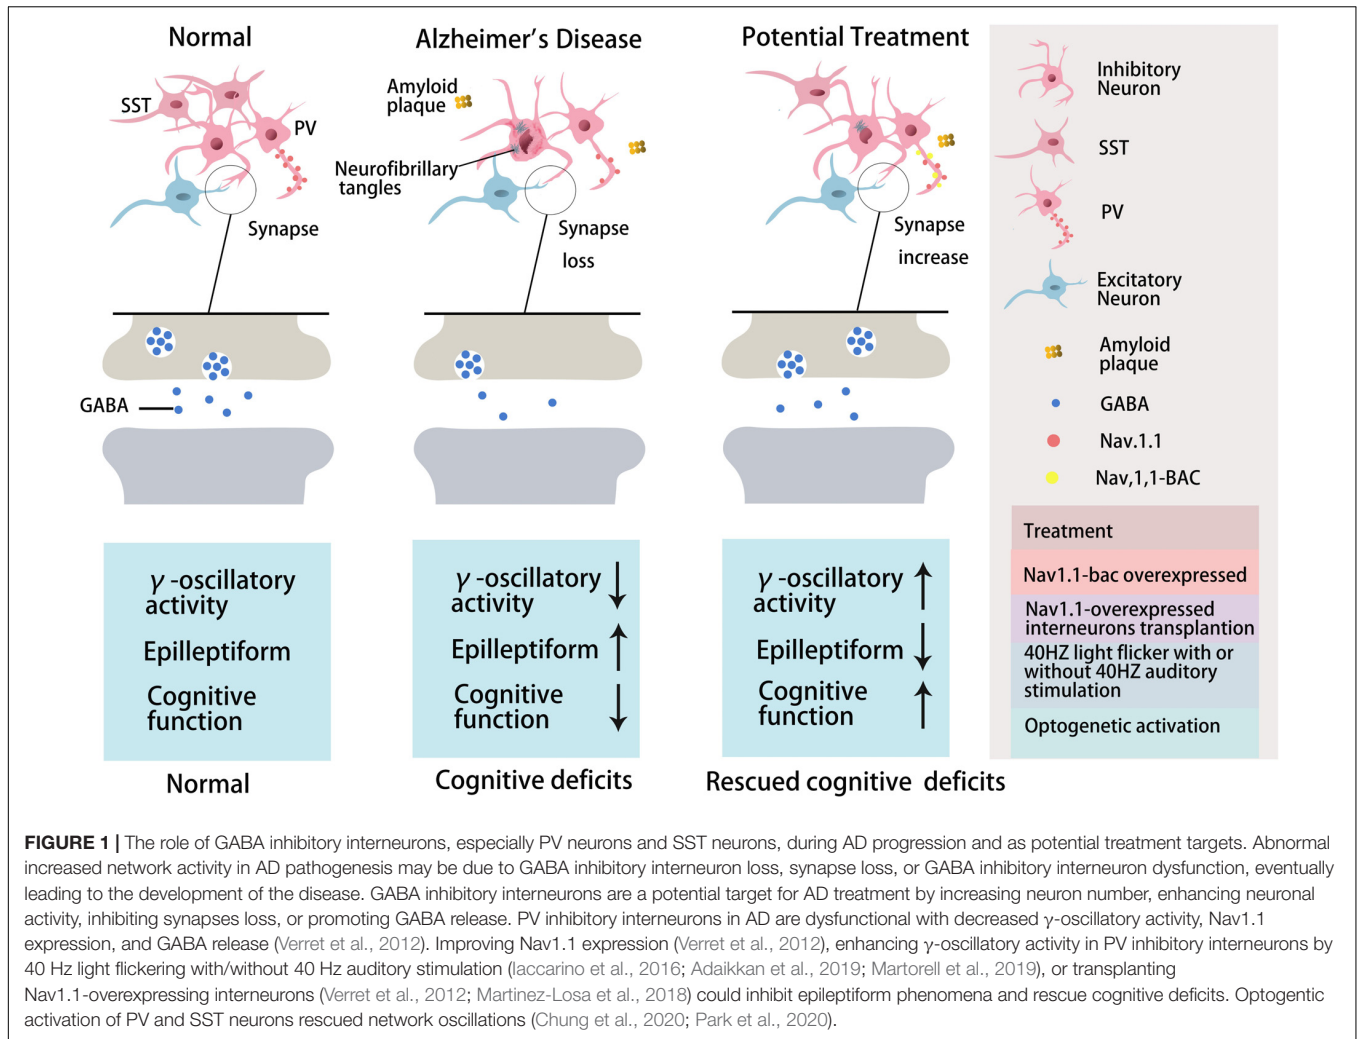 Normal
SST
PV
Synapse
GABA
γ -oscillatory
activity
Epilleptiform
Cognitive
function
Normal
Alzheimer's Disease
Amyloid
plaque
Neurofibrillary
tangles
Synapse
loss
γ -oscillatory
activity
Epilleptiform
Cognitive
function
Cognitive deficits
Potential Treatment
Synapse
increase
γ -oscillatory
activity
Epilleptiform
Cognitive
function
Rescued cognitive deficits
Inhibitory
Neuron
SST
PV
Excitatory
Neuron
Amyloid
plaque
GABA
Nav.1.1
Nav,1,1-BAC
Treatment
Nav1.1-bac overexpressed
Nav1.1-overexpressed
interneurons transplantion
40HZ light flicker with or
without 40HZ auditory
stimulation
Optogenetic activation
FIGURE 1 | The role of GABA inhibitory interneurons, especially PV neurons and SST neurons, during AD progression and as potential treatment targets. Abnormal
increased network activity in AD pathogenesis may be due to GABA inhibitory interneuron loss, synapse loss, or GABA inhibitory interneuron dysfunction, eventually
leading to the development of the disease. GABA inhibitory interneurons are a potential target for AD treatment by increasing neuron number, enhancing neuronal
activity, inhibiting synapses loss, or promoting GABA release. PV inhibitory interneurons in AD are dysfunctional with decreased γ-oscillatory activity, Nav1.1
expression, and GABA release (Verret et al., 2012). Improving Nav1.1 expression (Verret et al., 2012), enhancing γ-oscillatory activity in PV inhibitory interneurons by
40 Hz light flickering with/without 40 Hz auditory stimulation (Iaccarino et al., 2016; Adaikkan et al., 2019; Martorell et al., 2019), or transplanting
Nav1.1-overexpressing interneurons (Verret et al., 2012; Martinez-Losa et al., 2018) could inhibit epileptiform phenomena and rescue cognitive deficits. Optogentic
activation of PV and SST neurons rescued network oscillations (Chung et al., 2020; Park et al., 2020).